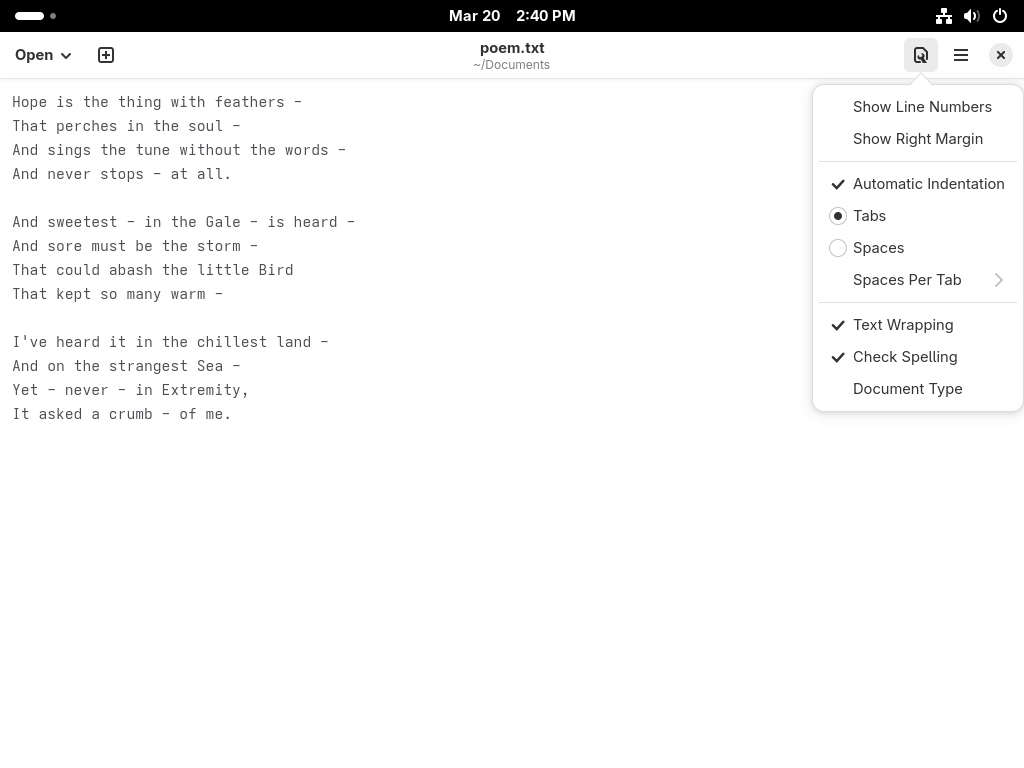 Mar 20 2:40 PM
Open
poem.txt
~/Documents
Hope is the thing with feathers –
That perches in the soul –
And sings the tune without the words –
And never stops – at all.
And sweetest – in the Gale – is heard –
And sore must be the storm –
That could abash the little Bird
That kept so many warm –
I've heard it in the chillest land –
And on the strangest Sea –
Yet – never – in Extremity,
It asked a crumb – of me.
Show Line Numbers
Show Right Margin
Automatic Indentation
Tabs
Spaces
Spaces Per Tab
Text Wrapping
Check Spelling
Document Type